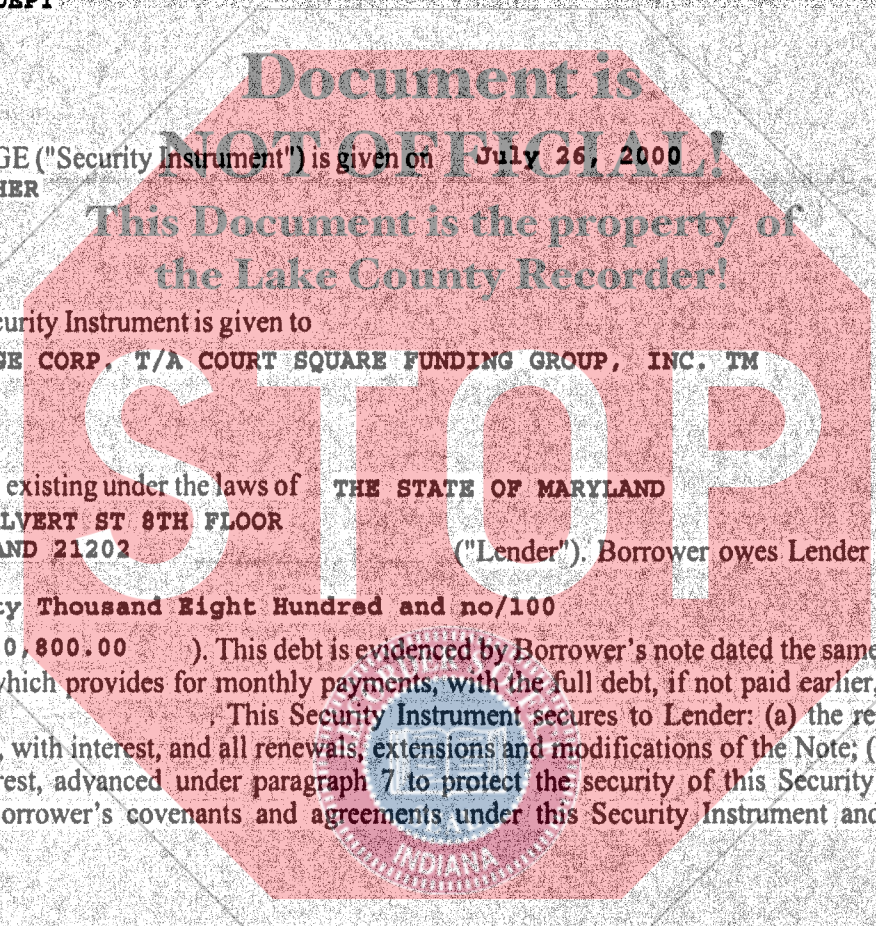 DEPT
Document is
NOT OFFICIAL!
GE ("Security Instrument") is given on July 26, 2000
HER
This Document is the property of
the Lake County Recorder!
curity Instrument is given to
GE CORP. T/A COURT SQUARE FUNDING GROUP, INC. TM
STOP
existing under the laws of THE STATE OF MARYLAND
LVERT ST 8TH FLOOR
AND 21202 ("Lender"). Borrower owes Lender
ty Thousand Eight Hundred and no/100
0,800.00 ). This debt is evidenced by Borrower's note dated the same
which provides for monthly payments, with the full debt, if not paid earlier,
. This Security Instrument secures to Lender: (a) the re
, with interest, and all renewals, extensions and modifications of the Note; (
rest, advanced under paragraph 7 to protect the security of this Security
orrower's covenants and agreements under this Security Instrument and
INDIANA